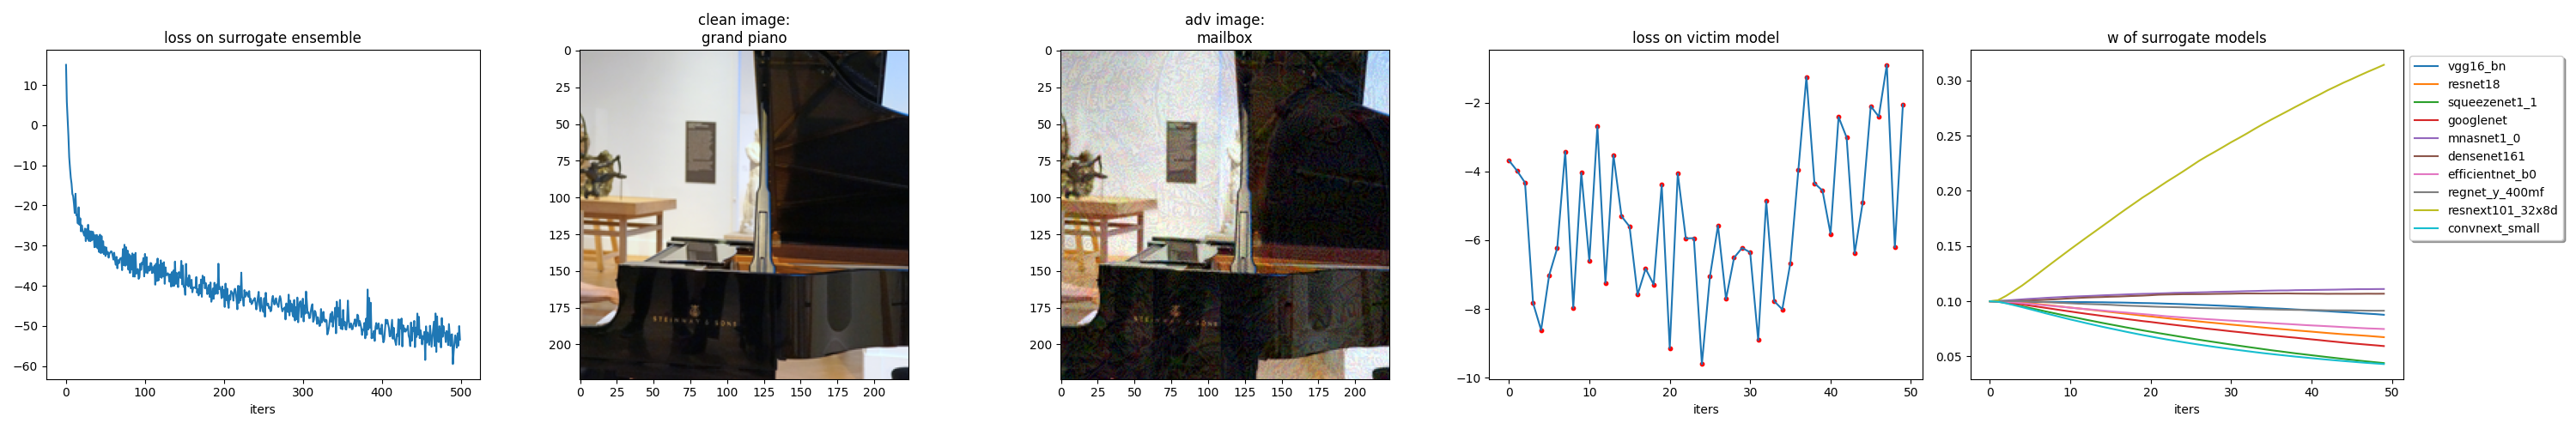 loss on surrogate ensemble
10
0
−10
−20
−30
−40
−50
−60
0 100 200 300 400 500
iters
clean image:
grand piano
0
25
50
75
100
125
150
175
200
0 25 50 75 100 125 150 175 200
STEINWAY & SONS
adv image:
mailbox
0
25
50
75
100
125
150
175
200
0 25 50 75 100 125 150 175 200
STEINWAY & SONS
loss on victim model
−2
−4
−6
−8
−10
0 10 20 30 40 50
iters
w of surrogate models
0.30
0.25
0.20
0.15
0.10
0.05
0 10 20 30 40 50
iters
vgg16_bn
resnet18
squeezenet1_1
googlenet
mnasnet1_0
densenet161
efficientnet_b0
regnet_y_400mf
resnext101_32x8d
convnext_small